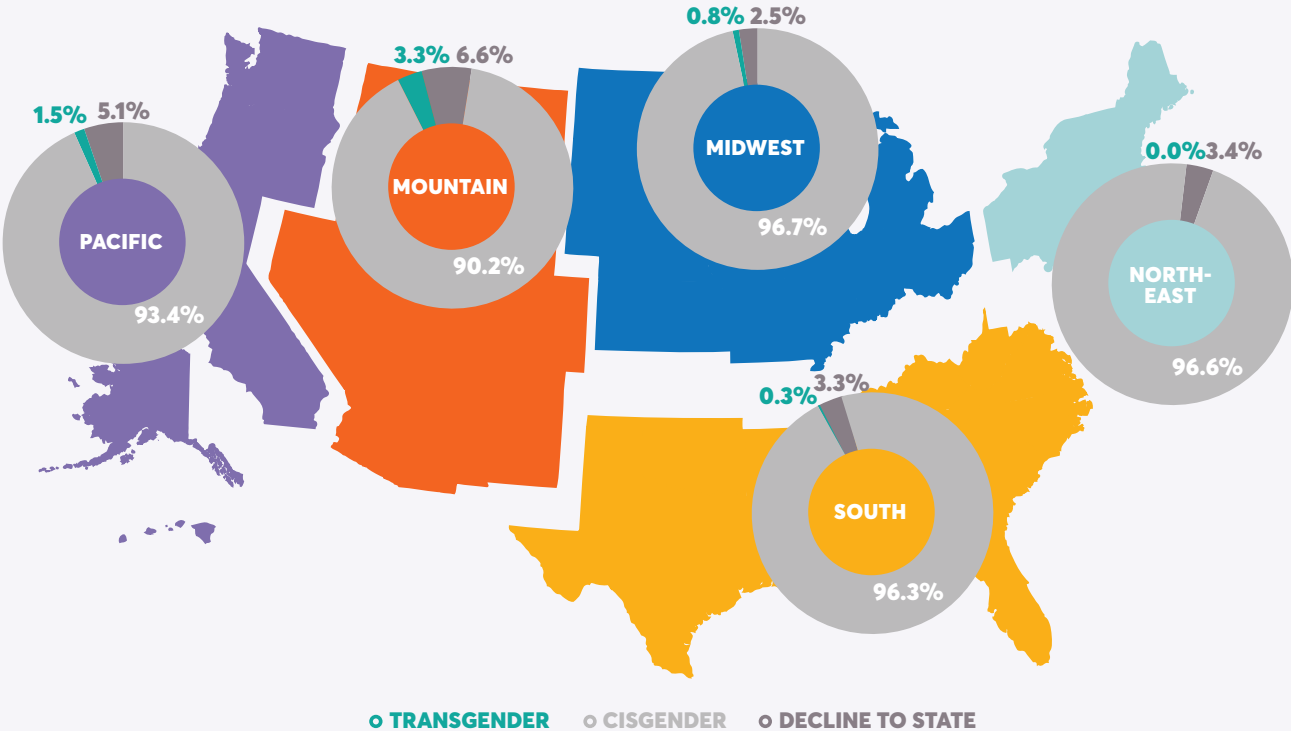 0.8% 2.5%
3.3% 6.6%
1.5% 5.1%
MIDWEST
0.0% 3.4%
MOUNTAIN
96.7%
PACIFIC
90.2%
NORTH-
EAST
93.4%
96.6%
0.3% 3.3%
SOUTH
96.3%
TRANSGENDER CISGENDER DECLINE TO STATE